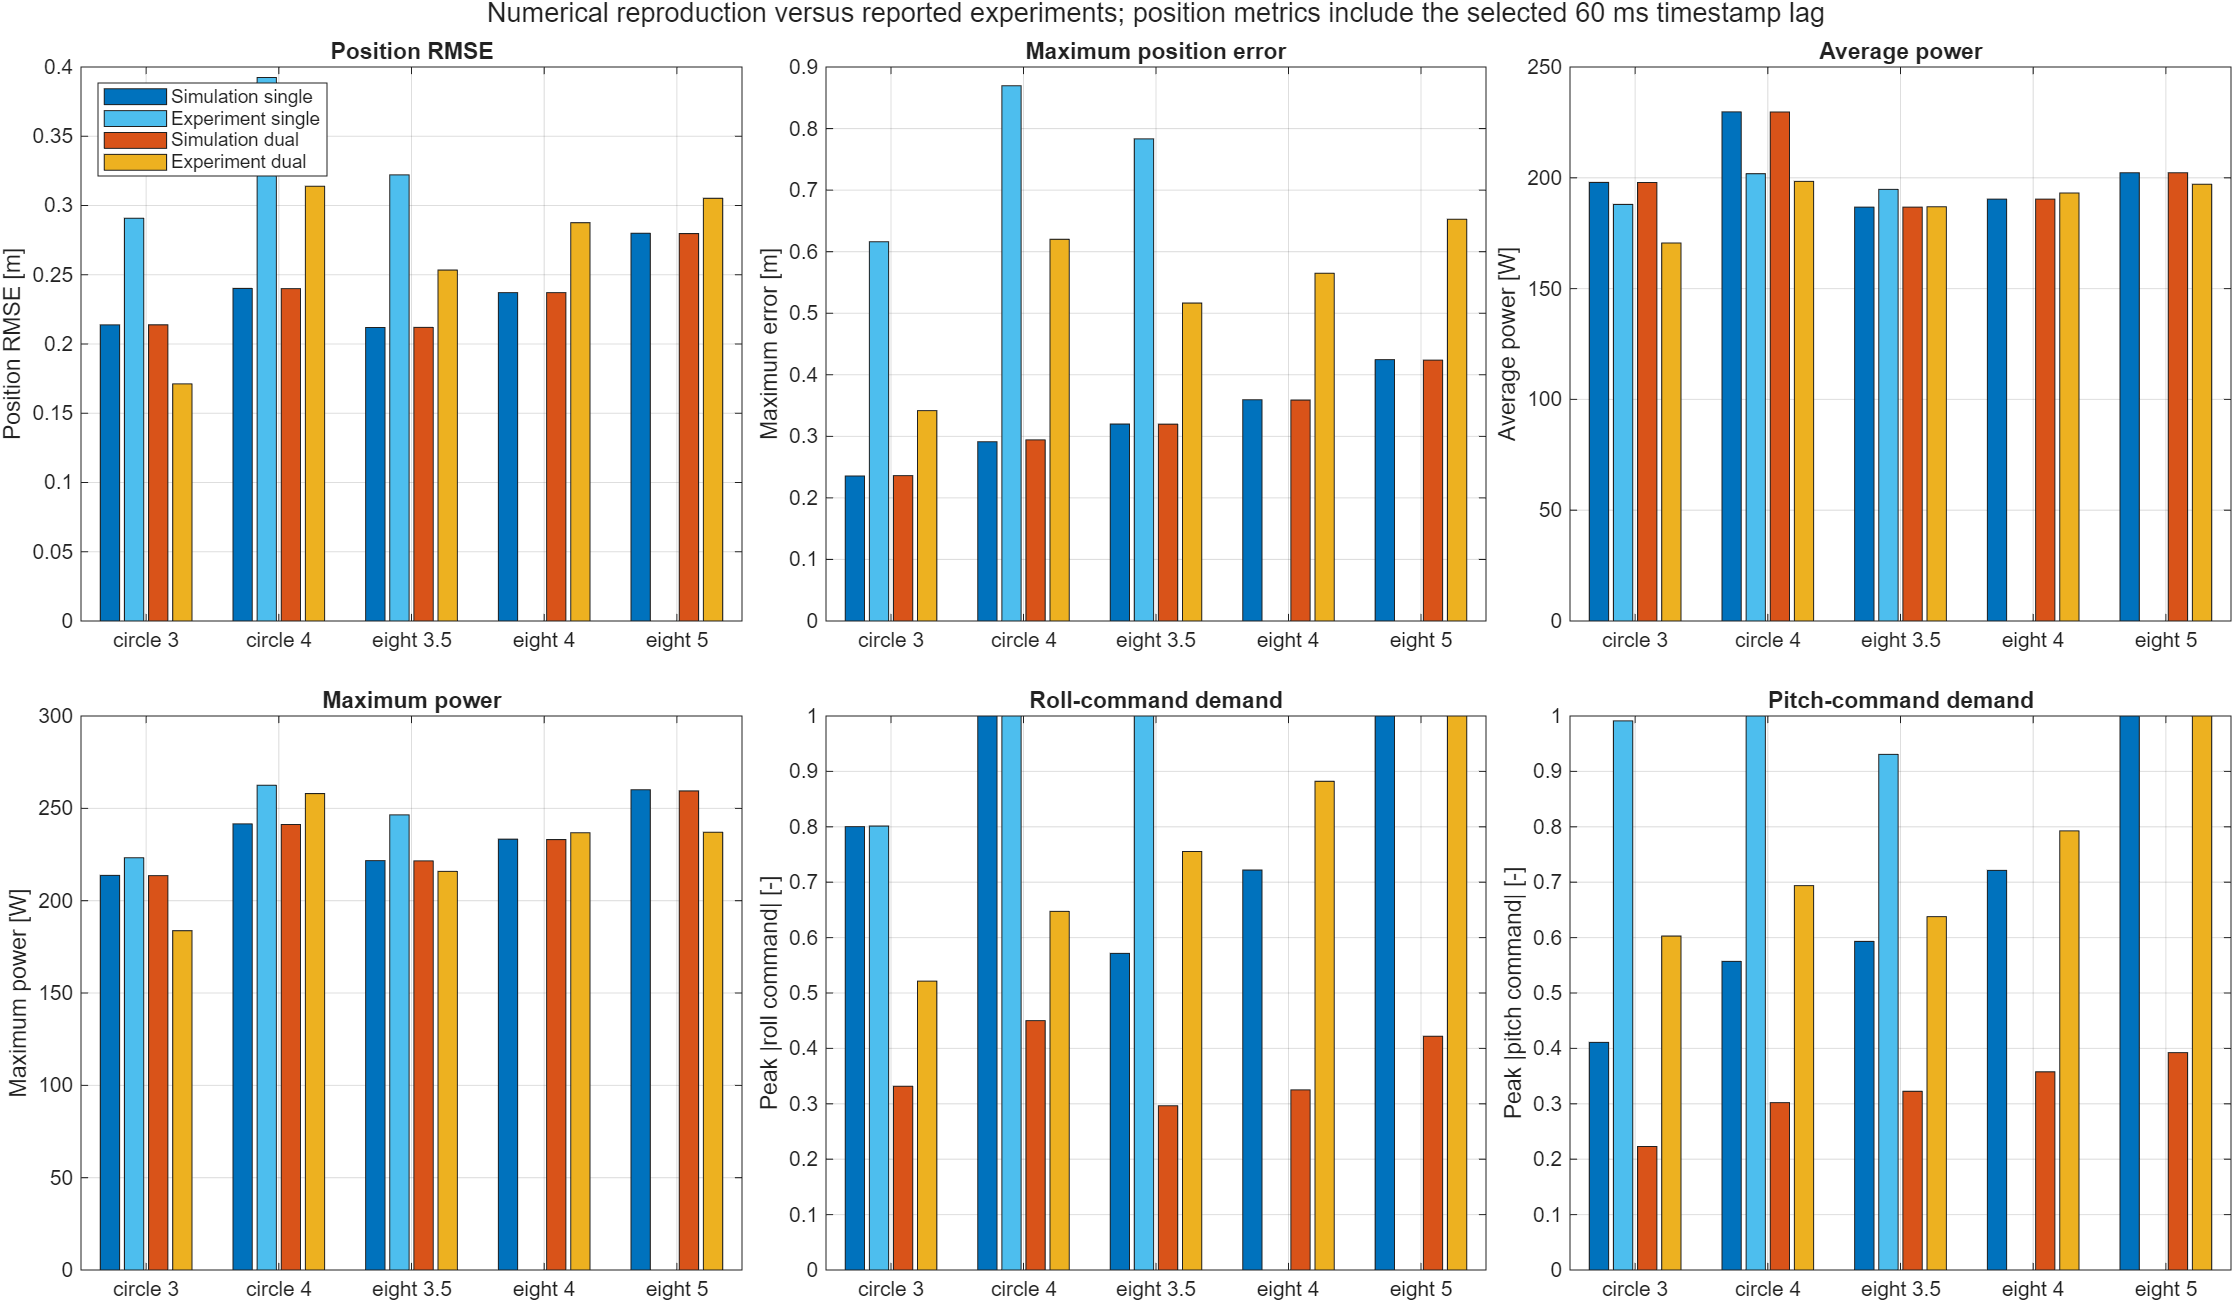 Numerical reproduction versus reported experiments; position metrics include the selected 60 ms timestamp lag
Position RMSE
Position RMSE [m]
0.4
0.35
0.3
0.25
0.2
0.15
0.1
0.05
0
Simulation single
Experiment single
Simulation dual
Experiment dual
circle 3
circle 4
eight 3.5
eight 4
eight 5
Maximum position error
Maximum error [m]
0.9
0.8
0.7
0.6
0.5
0.4
0.3
0.2
0.1
0
circle 3
circle 4
eight 3.5
eight 4
eight 5
Average power
Average power [W]
250
200
150
100
50
0
circle 3
circle 4
eight 3.5
eight 4
eight 5
Maximum power
Maximum power [W]
300
250
200
150
100
50
0
circle 3
circle 4
eight 3.5
eight 4
eight 5
Roll-command demand
Peak |roll command| [-]
1
0.9
0.8
0.7
0.6
0.5
0.4
0.3
0.2
0.1
0
circle 3
circle 4
eight 3.5
eight 4
eight 5
Pitch-command demand
Peak |pitch command| [-]
1
0.9
0.8
0.7
0.6
0.5
0.4
0.3
0.2
0.1
0
circle 3
circle 4
eight 3.5
eight 4
eight 5